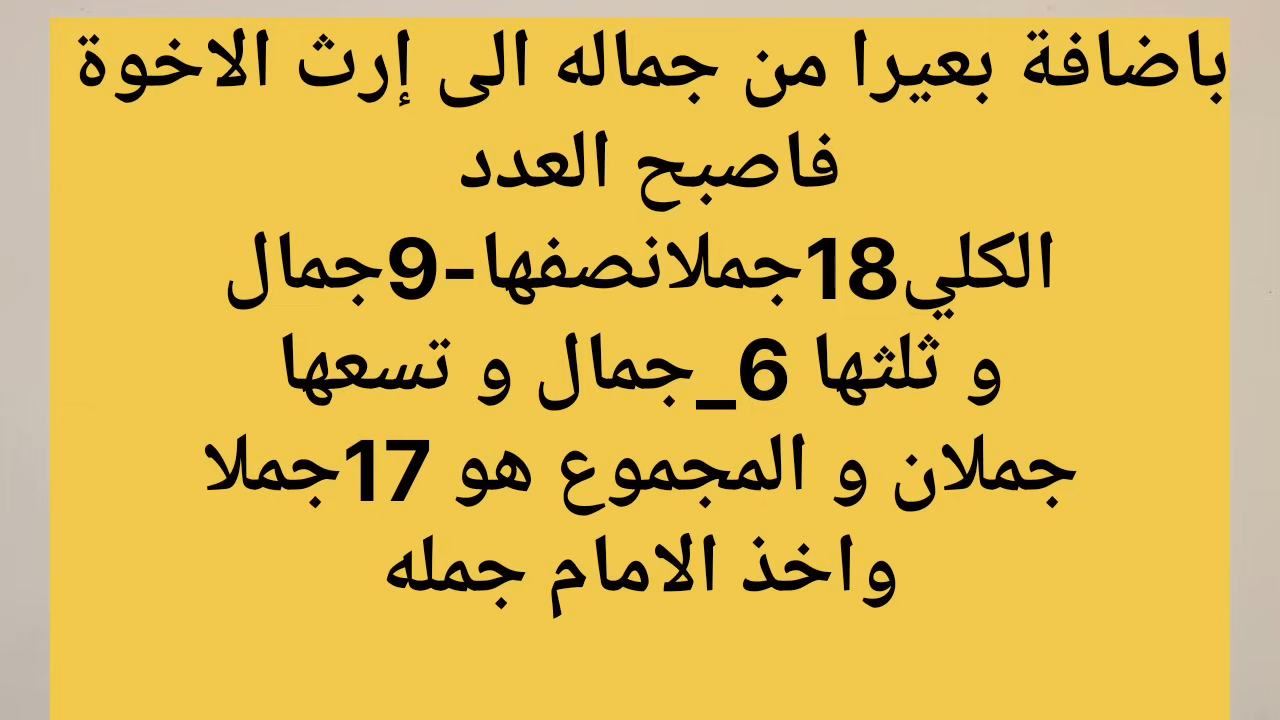 باضافة بعيرا من جماله الى إرث الاخوة
فاصبح العدد
الكلي18جملانصفها-9جمال
و ثلثها 6_جمال و تسعها
جملان و المجموع هو 17جملا
واخذ الامام جمله